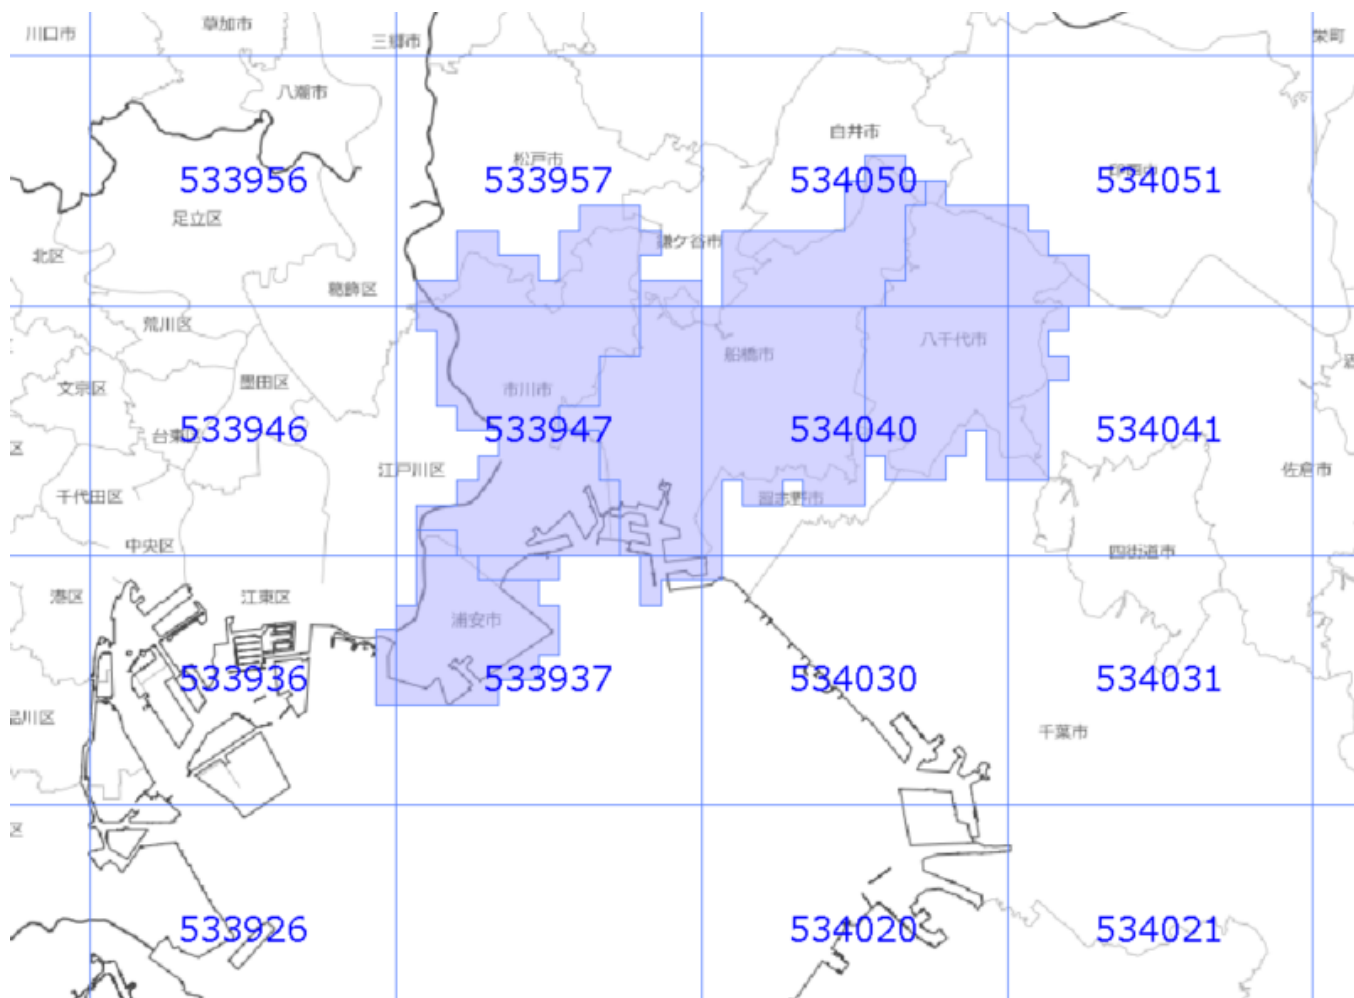 川口市
草加市
三郷市
栄町
八潮市
白井市
松戸市
533956
533957
534050
534051
足立区
鎌ケ谷市
北区
葛飾区
荒川区
船橋市
八千代市
文京区
墨田区
市川市
533946
533947
534040
534041
区
江戸川区
佐倉市
千代田区
習志野市
中央区
四街道市
港区
江東区
浦安市
533936
533937
534030
534031
品川区
千葉市
区
533926
534020
534021